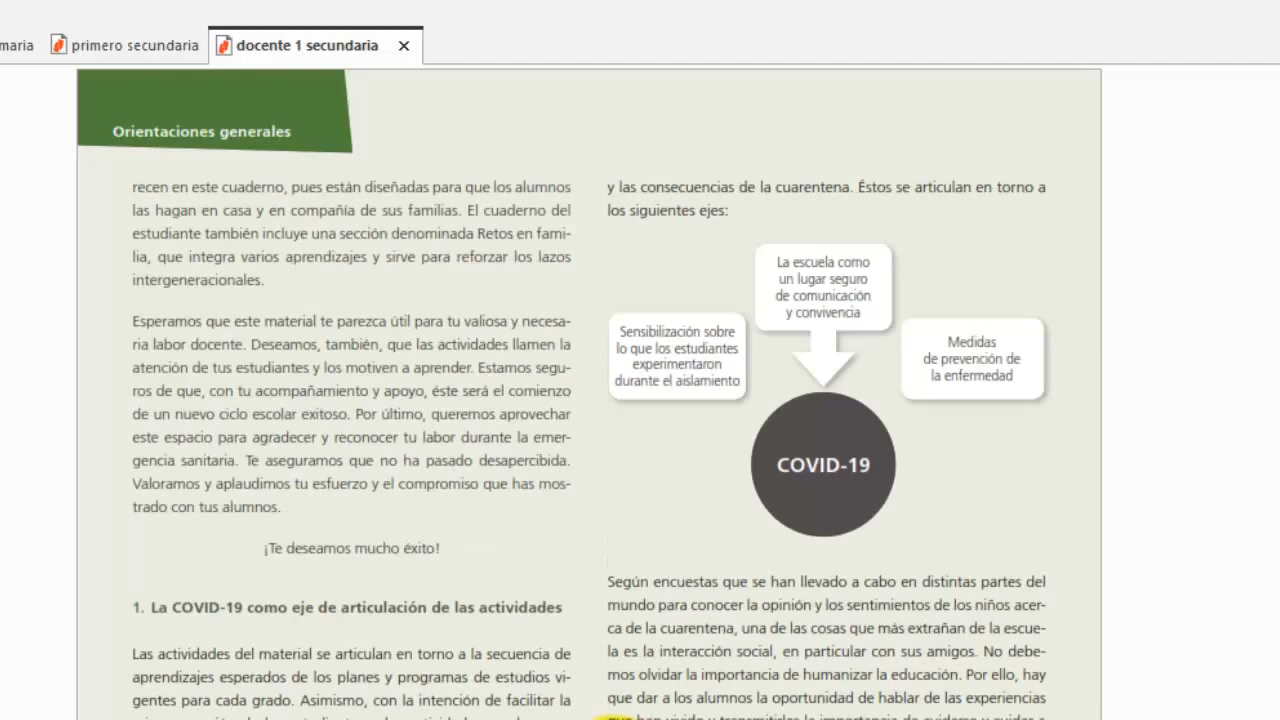 maria
primero secundaria
docente 1 secundaria
Orientaciones generales
recen en este cuaderno, pues están diseñadas para que los alumnos
las hagan en casa y en compañía de sus familias. El cuaderno del
estudiante también incluye una sección denominada Retos en fami-
lia, que integra varios aprendizajes y sirve para reforzar los lazos
intergeneracionales.
Esperamos que este material te parezca útil para tu valiosa y necesa-
ria labor docente. Deseamos, también, que las actividades llamen la
atención de tus estudiantes y los motiven a aprender. Estamos segu-
ros de que, con tu acompañamiento y apoyo, éste será el comienzo
de un nuevo ciclo escolar exitoso. Por último, queremos aprovechar
este espacio para agradecer y reconocer tu labor durante la emer-
gencia sanitaria. Te aseguramos que no ha pasado desapercibida.
Valoramos y aplaudimos tu esfuerzo y el compromiso que has mos-
trado con tus alumnos.
¡Te deseamos mucho éxito!
1. La COVID-19 como eje de articulación de las actividades
Las actividades del material se articulan en torno a la secuencia de
aprendizajes esperados de los planes y programas de estudios vi-
gentes para cada grado. Asimismo, con la intención de facilitar la
y las consecuencias de la cuarentena. Éstos se articulan en torno a
los siguientes ejes:
La escuela como
un lugar seguro
de comunicación
y convivencia
Sensibilización sobre
lo que los estudiantes
experimentaron
durante el aislamiento
Medidas
de prevención de
la enfermedad
COVID-19
Según encuestas que se han llevado a cabo en distintas partes del
mundo para conocer la opinión y los sentimientos de los niños acer-
ca de la cuarentena, una de las cosas que más extrañan de la escue-
la es la interacción social, en particular con sus amigos. No debe-
mos olvidar la importancia de humanizar la educación. Por ello, hay
que dar a los alumnos la oportunidad de hablar de las experiencias